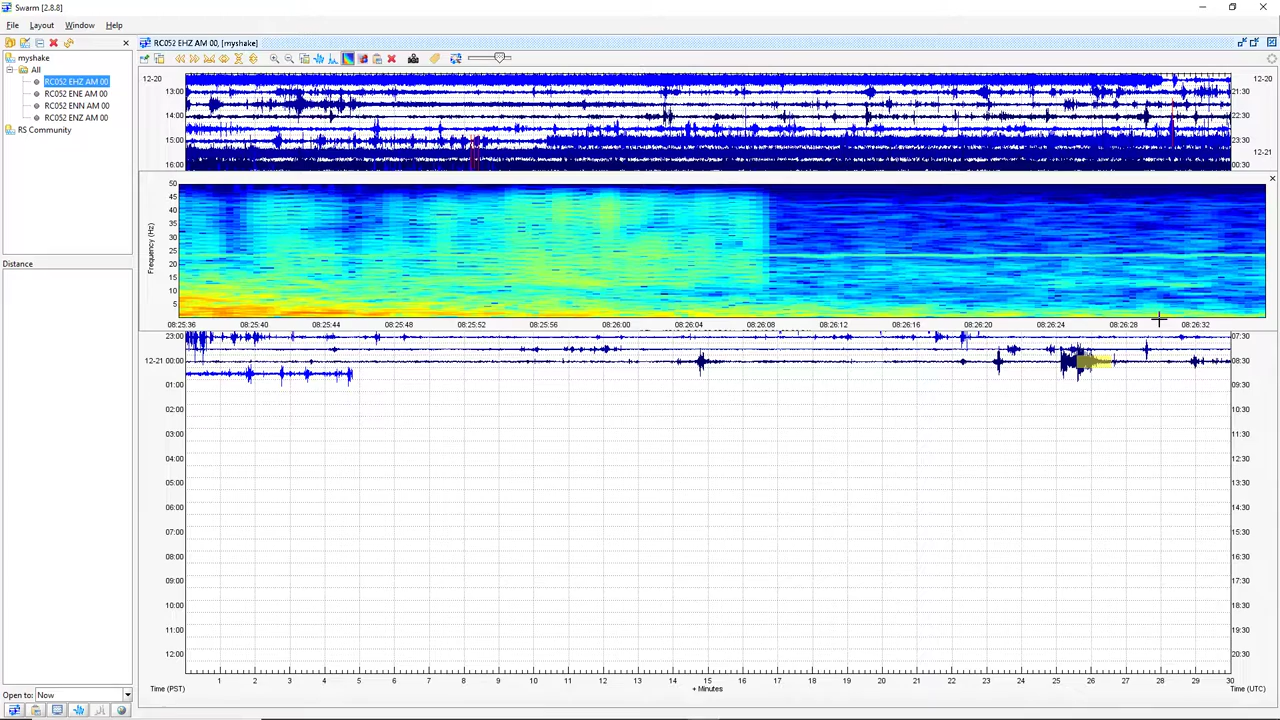 Swarm [2.8.8]
File Layout Window Help
myshake
All
RC052 EHZ AM 00
RC052 ENE AM 00
RC052 ENN AM 00
RC052 ENZ AM 00
RS Community
Distance
Open to: Now
RC052 EHZ AM 00, [myshake]
12-20 12-20
13:00 21:30
14:00 22:30
15:00 23:30
12-21
16:00 00:30
50
45
40
35
30
25
20
15
10
5
Frequency (Hz)
08:25:36 08:25:40 08:25:44 08:25:48 08:25:52 08:25:56 08:26:00 08:26:04 08:26:08 08:26:12 08:26:16 08:26:20 08:26:24 08:26:28 08:26:32
23:00 07:30
12-21 00:00 08:30
01:00 09:30
02:00 10:30
03:00 11:30
04:00 12:30
05:00 13:30
06:00 14:30
07:00 15:30
08:00 16:30
09:00 17:30
10:00 18:30
11:00 19:30
12:00 20:30
1 2 3 4 5 6 7 8 9 10 11 12 13 14 15 16 17 18 19 20 21 22 23 24 25 26 27 28 29 30
Time (PST) + Minutes Time (UTC)